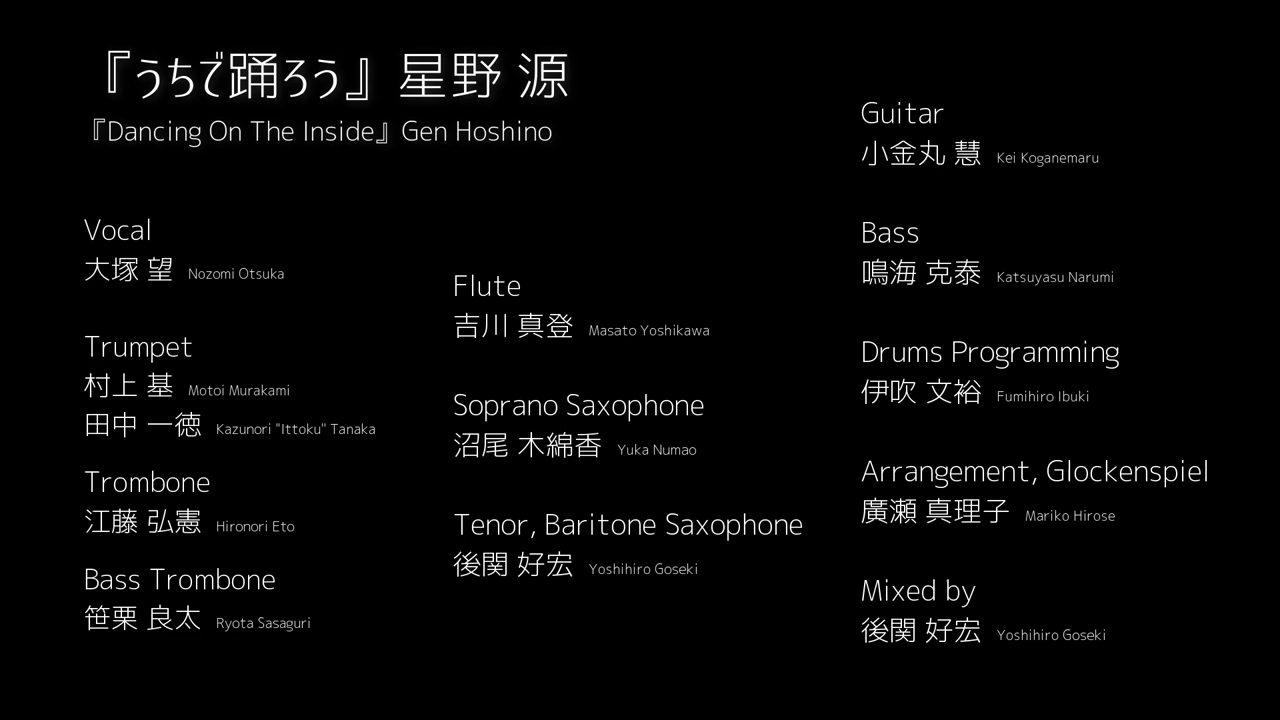 『うちで踊ろう』星野 源
『Dancing On The Inside』Gen Hoshino
Vocal
大塚 望 Nozomi Otsuka
Trumpet
村上 基 Motoi Murakami
田中 一徳 Kazunori "Ittoku" Tanaka
Trombone
江藤 弘憲 Hironori Eto
Bass Trombone
笹栗 良太 Ryota Sasaguri
Flute
吉川 真登 Masato Yoshikawa
Soprano Saxophone
沼尾 木綿香 Yuka Numao
Tenor, Baritone Saxophone
後関 好宏 Yoshihiro Goseki
Guitar
小金丸 慧 Kei Koganemaru
Bass
鳴海 克泰 Katsuyasu Narumi
Drums Programming
伊吹 文裕 Fumihiro Ibuki
Arrangement, Glockenspiel
廣瀬 真理子 Mariko Hirose
Mixed by
後関 好宏 Yoshihiro Goseki